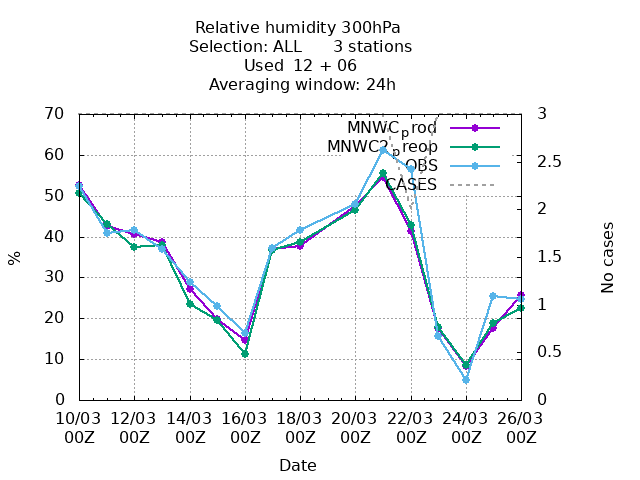 Relative humidity 300hPa
Selection: ALL 3 stations
Used 12 + 06
Averaging window: 24h
70
60
50
40
30
20
10
0
3
2.5
2
1.5
1
0.5
0
MNWC_prod
MNWC2_preop
OBS
CASES
%
No cases
10/03 12/03 14/03 16/03 18/03 20/03 22/03 24/03 26/03
00Z 00Z 00Z 00Z 00Z 00Z 00Z 00Z 00Z
Date